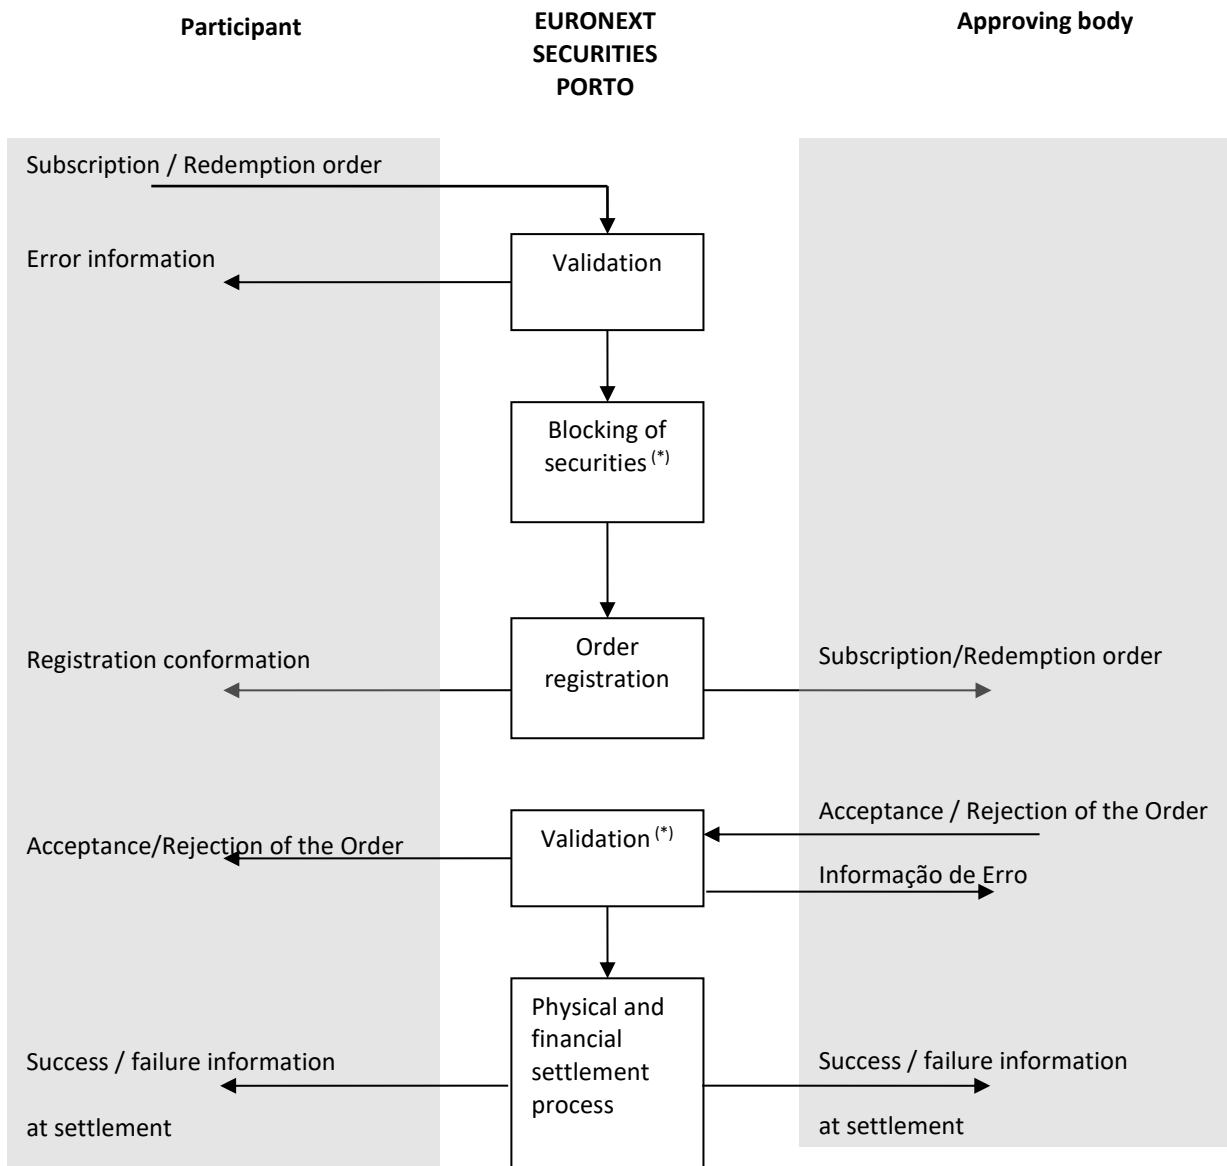 Participant
EURONEXT
SECURITIES
PORTO
Approving body
Subscription / Redemption order
Error information
Validation
Blocking of
securities (*)
Order
registration
Registration conformation
Subscription/Redemption order
Acceptance / Rejection of the Order
Validation (*)
Acceptance/Rejection of the Order
Informação de Erro
Physical and
financial
settlement
process
Success / failure information
at settlement
Success / failure information
at settlement